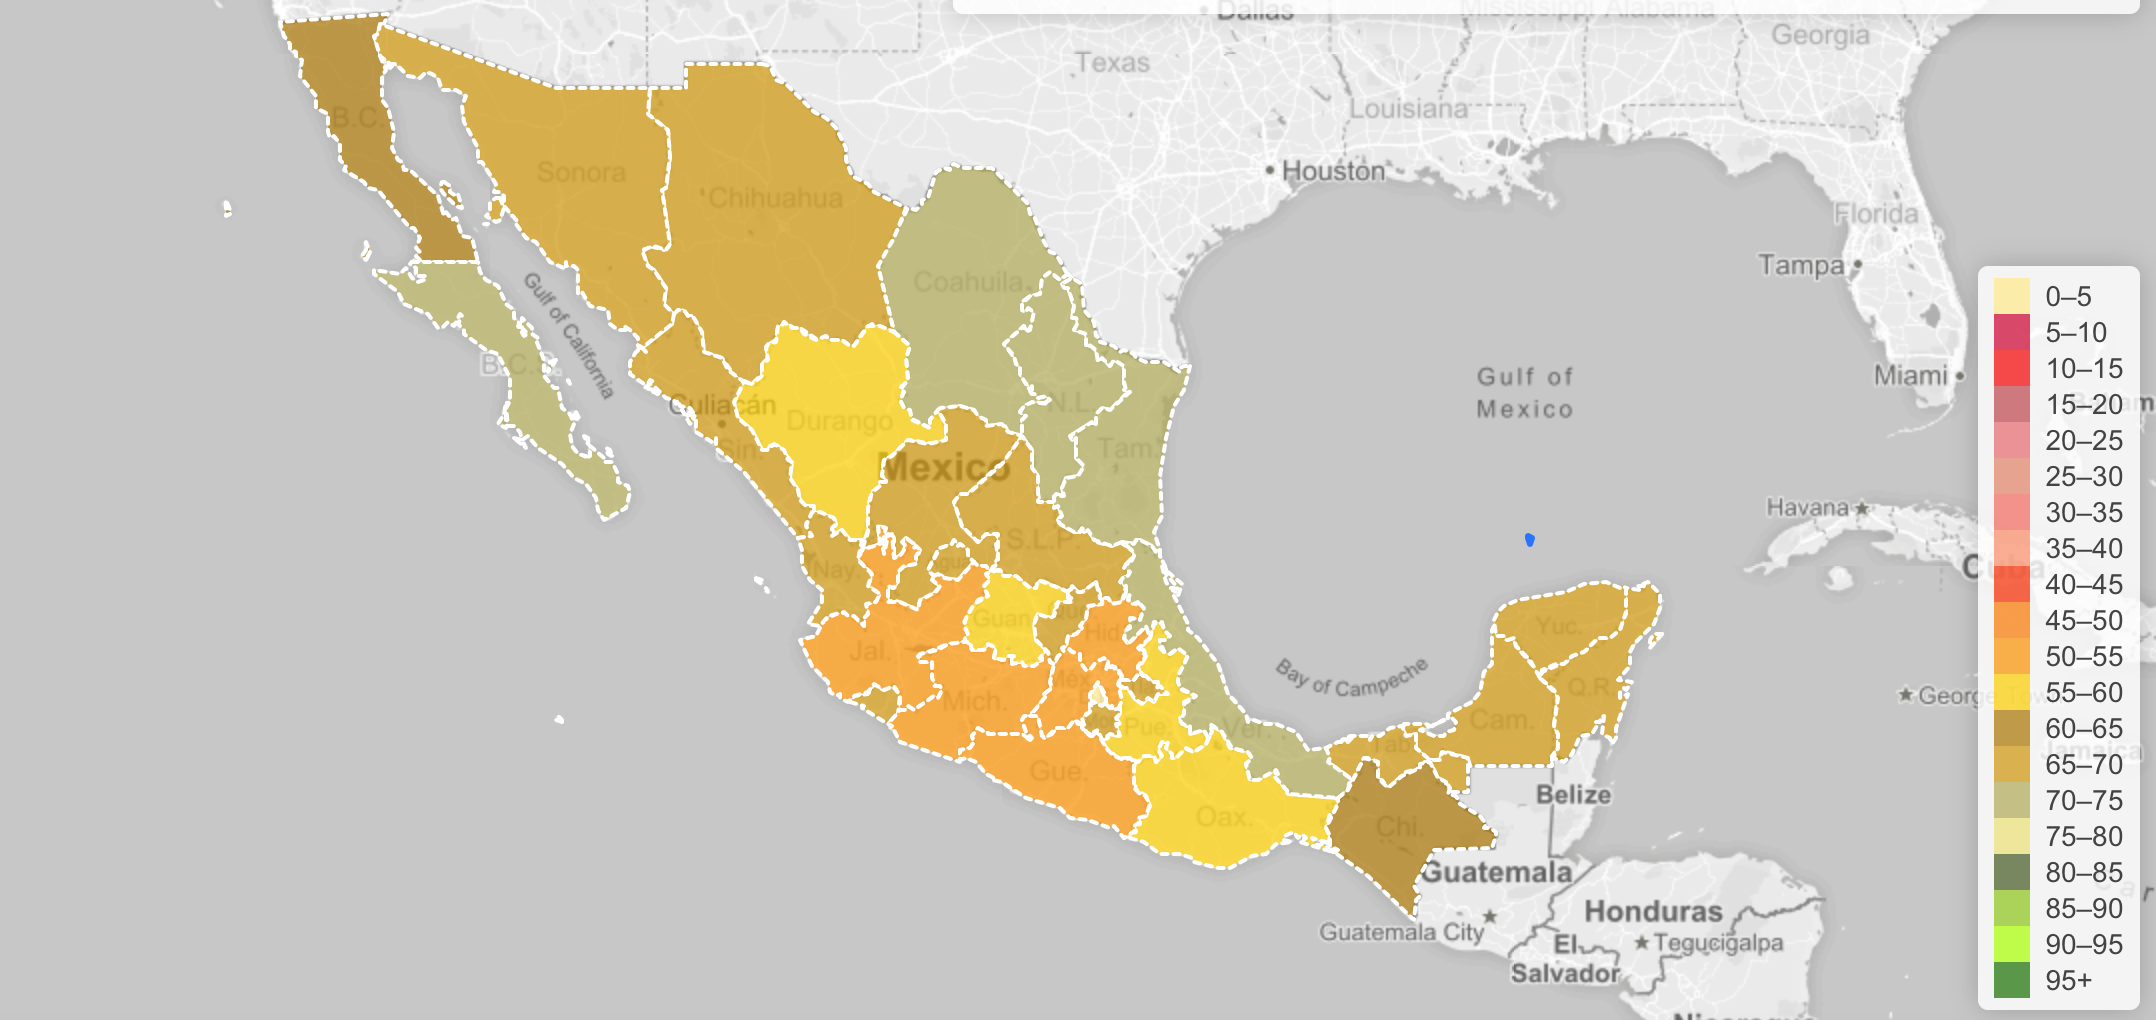 Dallas
Mississippi
Alabama
Georgia
Texas
Louisiana
B.C.
Houston
Sonora
Chihuahua
Florida
Tampa
Coahuila
Gulf of California
B.C.S.
Gulf of
Mexico
Miami
Culiacán
N.L.
Durango
Sin.
Tam.
Mexico
Havana
S.L.P.
Nay.
Cuba
Guan.
Hid.
Yuc.
Jal.
Méx.
Bay of Campeche
Q.R.
Mich.
George Town
Cam.
Pue.
Ver.
Tab.
Jamaica
Gue.
Belize
Oax.
Chi.
Guatemala
Honduras
Guatemala City
El
Salvador
Tegucigalpa
0–5
5–10
10–15
15–20
20–25
25–30
30–35
35–40
40–45
45–50
50–55
55–60
60–65
65–70
70–75
75–80
80–85
85–90
90–95
95+